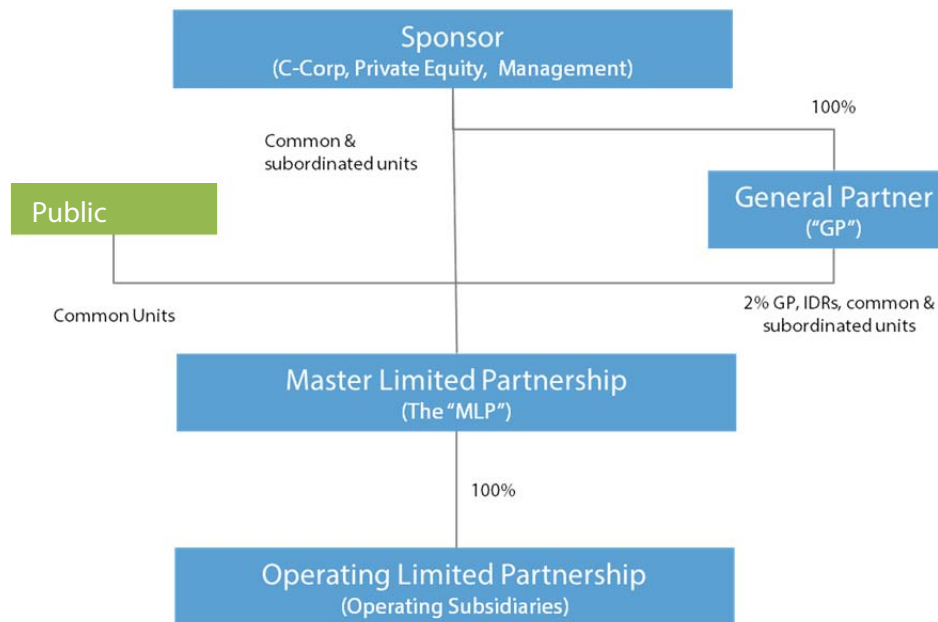 Sponsor
(C-Corp, Private Equity, Management)
100%
Common &
subordinated units
Public
General Partner
(“GP”)
Common Units
2% GP, IDRs, common &
subordinated units
Master Limited Partnership
(The “MLP”)
100%
Operating Limited Partnership
(Operating Subsidiaries)